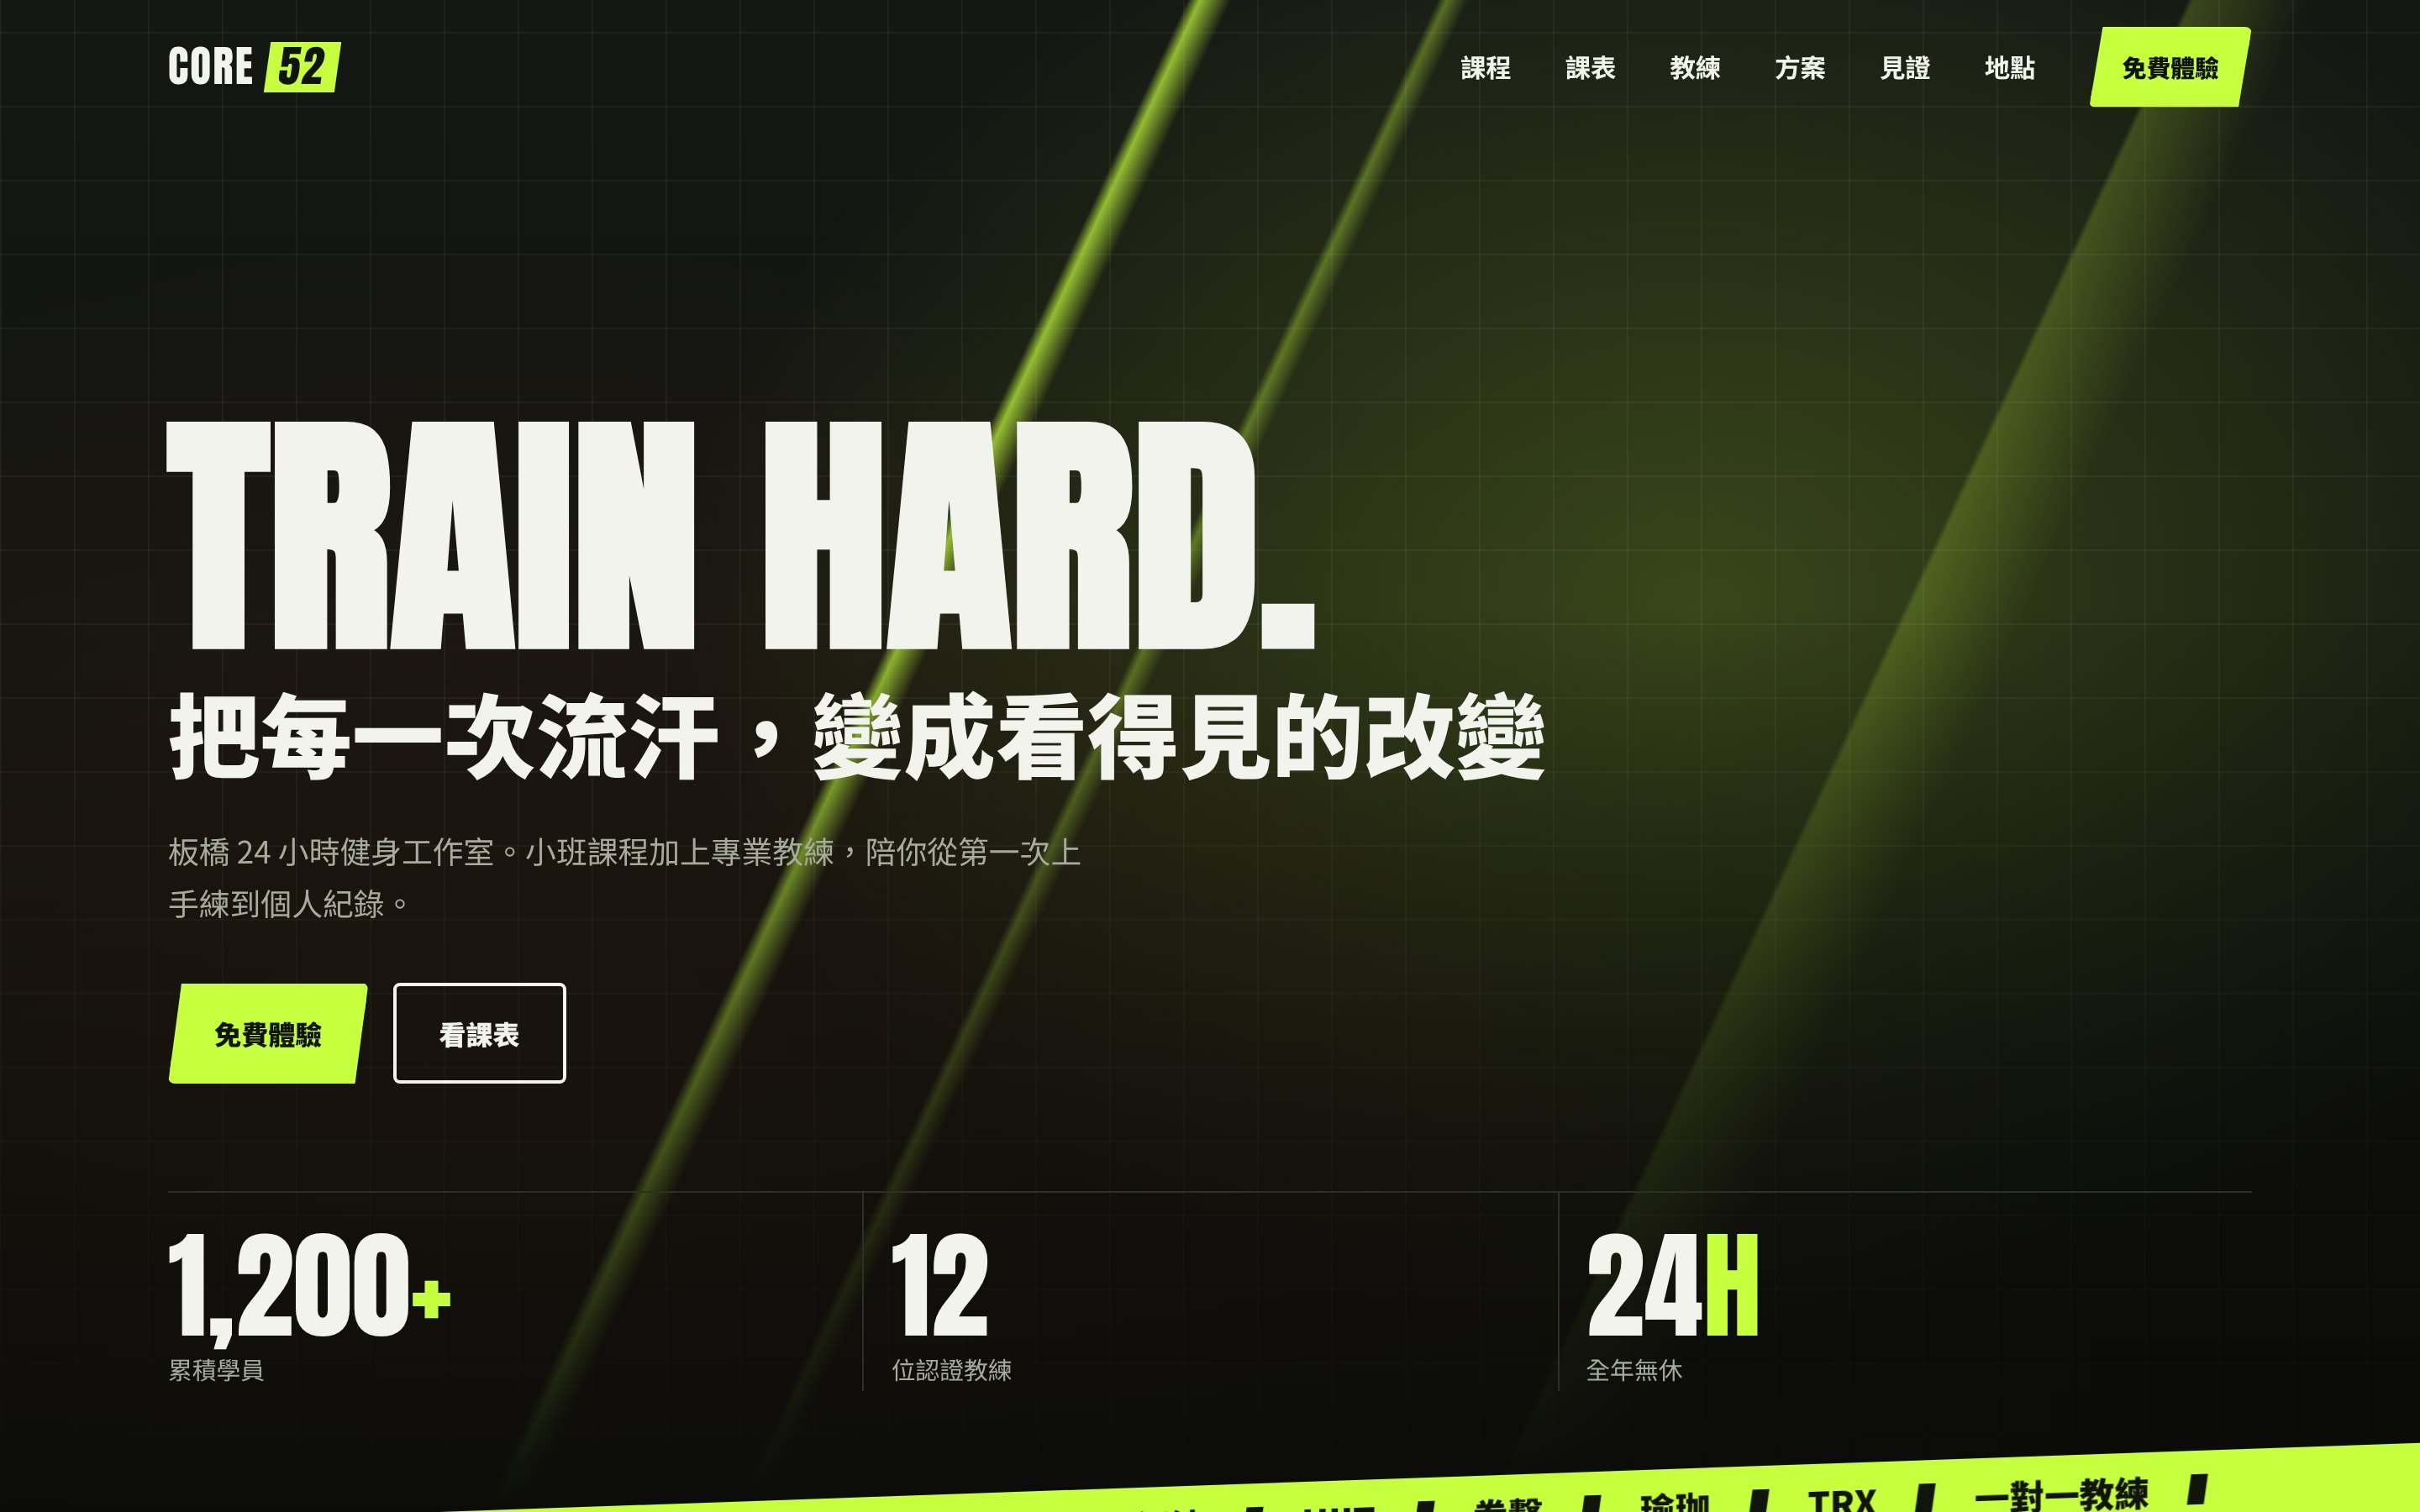 CORE 52
課程 課表 教練 方案 見證 地點 免費體驗
TRAIN HARD.
把每一次流汗，變成看得見的改變
板橋 24 小時健身工作室。小班課程加上專業教練，陪你從第一次上
手練到個人紀錄。
免費體驗 看課表
1,200+ 12 24H
累積學員 位認證教練 全年無休
拳擊 瑜珈 TRX 一對一教練